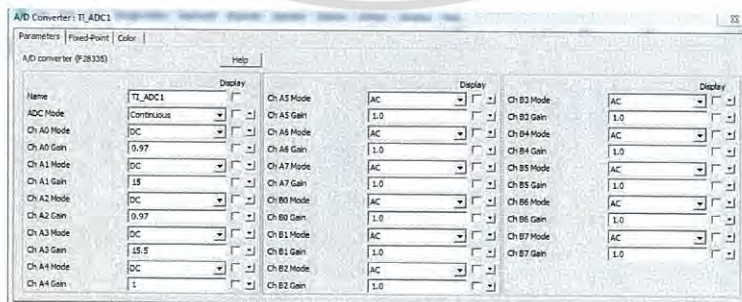 A/D Converter : TI_ADC1
Parameters Fixed-Point Color
A/D converter (F28335) Help
Display
Name TI_ADC1
ADC Mode Continuous
Ch A0 Mode DC
Ch A0 Gain 0.97
Ch A1 Mode DC
Ch A1 Gain 15
Ch A2 Mode DC
Ch A2 Gain 0.97
Ch A3 Mode DC
Ch A3 Gain 15.5
Ch A4 Mode DC
Ch A4 Gain 1
Display
Ch A5 Mode AC
Ch A5 Gain 1.0
Ch A6 Mode AC
Ch A6 Gain 1.0
Ch A7 Mode AC
Ch A7 Gain 1.0
Ch B0 Mode AC
Ch B0 Gain 1.0
Ch B1 Mode AC
Ch B1 Gain 1.0
Ch B2 Mode AC
Ch B2 Gain 1.0
Display
Ch B3 Mode AC
Ch B3 Gain 1.0
Ch B4 Mode AC
Ch B4 Gain 1.0
Ch B5 Mode AC
Ch B5 Gain 1.0
Ch B6 Mode AC
Ch B6 Gain 1.0
Ch B7 Mode AC
Ch B7 Gain 1.0